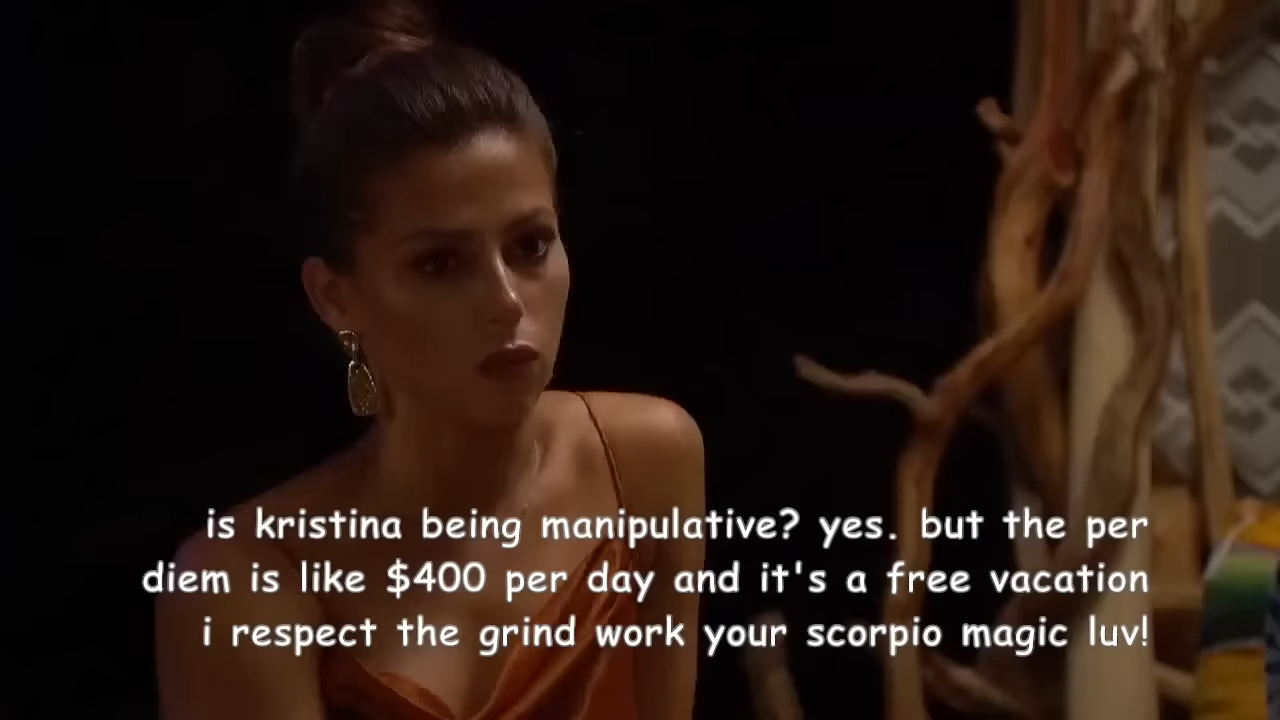 is kristina being manipulative? yes. but the per
diem is like $400 per day and it's a free vacation
i respect the grind work your scorpio magic luv!